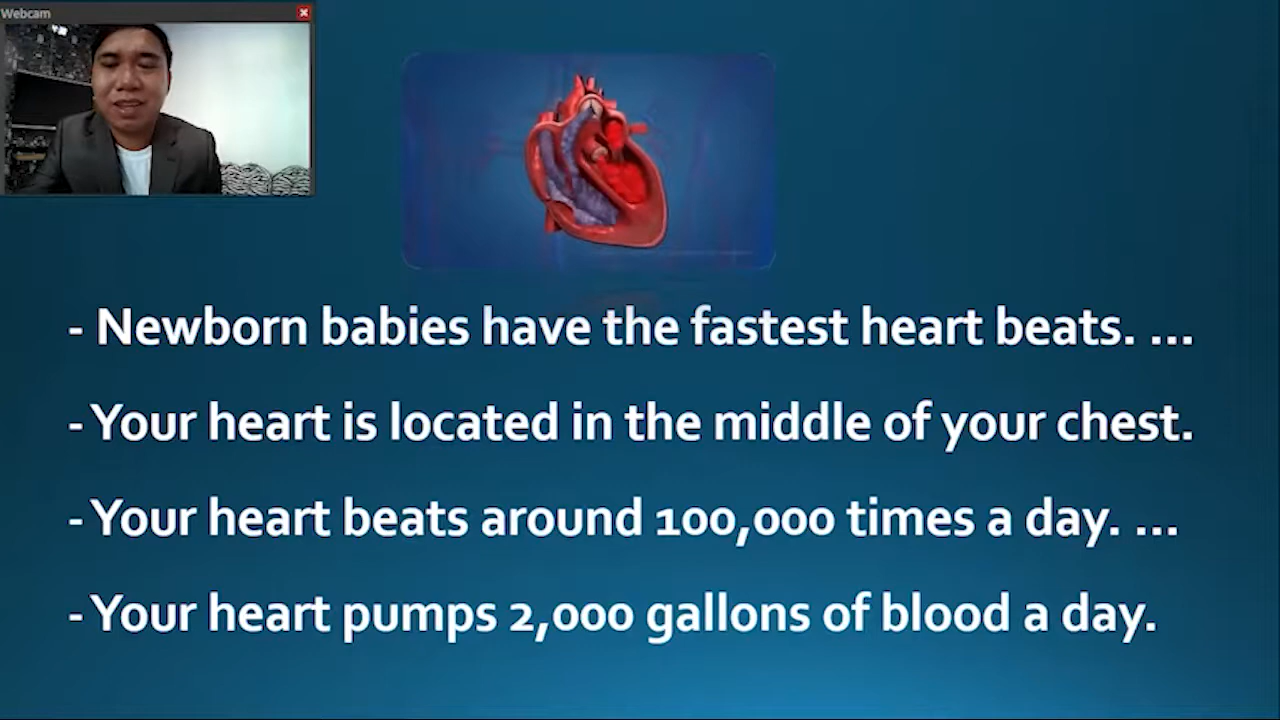 Webcam
- Newborn babies have the fastest heart beats. ...
- Your heart is located in the middle of your chest.
- Your heart beats around 100,000 times a day. ...
- Your heart pumps 2,000 gallons of blood a day.